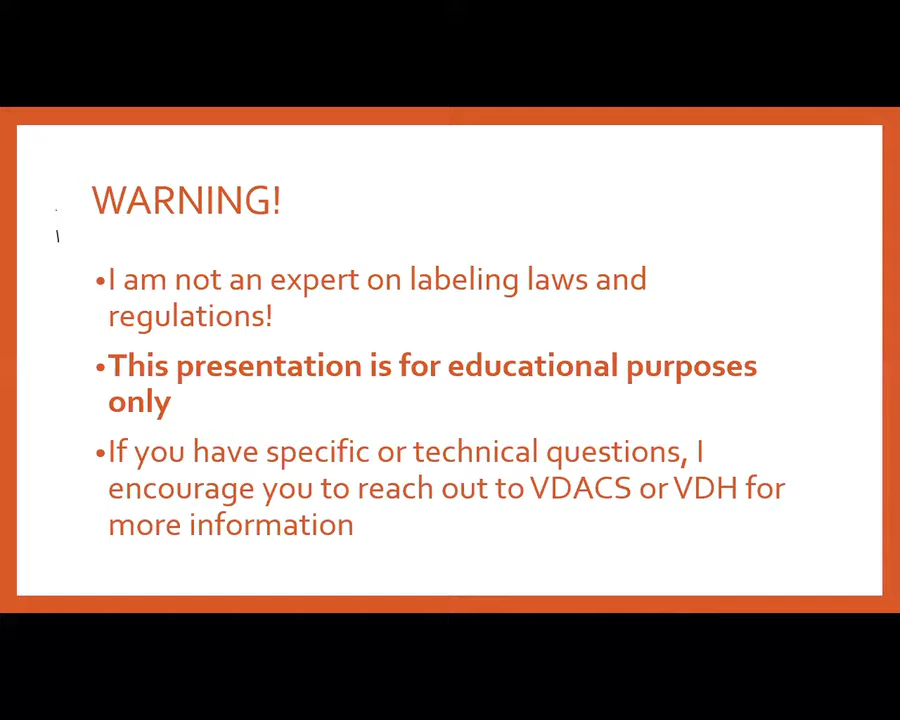 WARNING!
•I am not an expert on labeling laws and
regulations!
•This presentation is for educational purposes
only
•If you have specific or technical questions, I
encourage you to reach out to VDACS or VDH for
more information